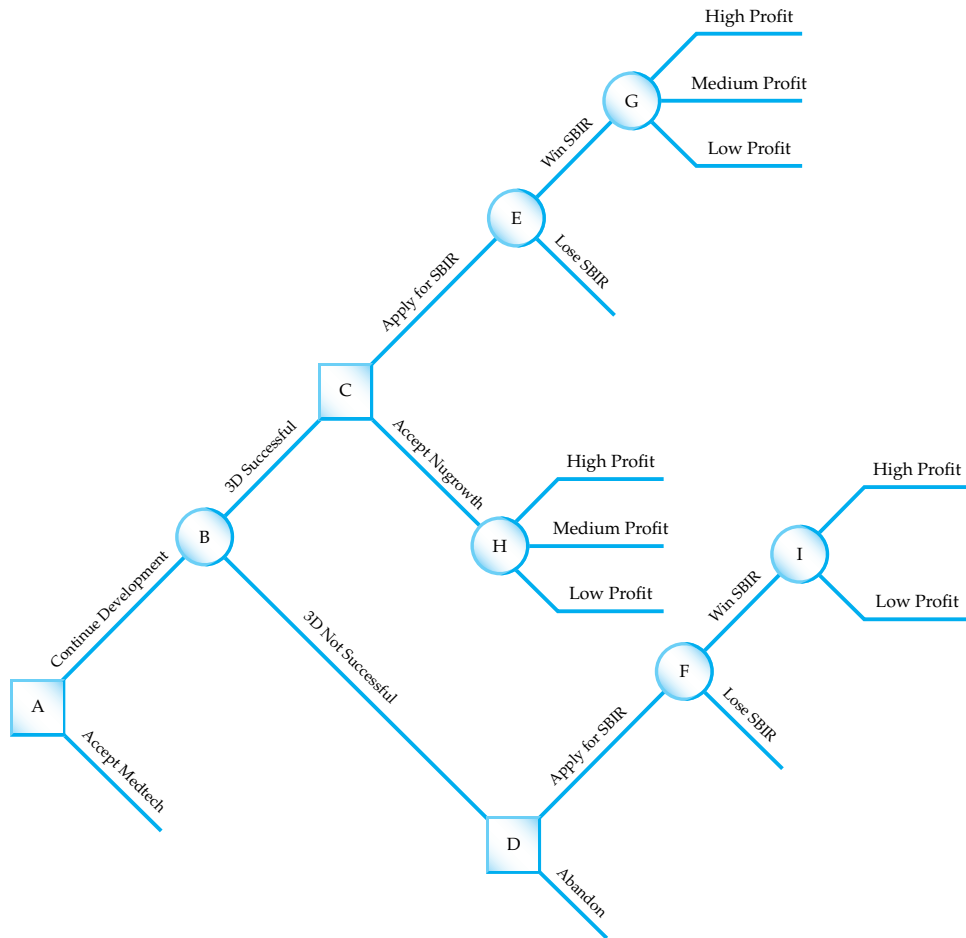 High Profit
Medium Profit
G
Win SBIR
Low Profit
E
Lose SBIR
Apply for SBIR
C
3D Successful
Accept Nugrowth
High Profit
High Profit
B
H
Medium Profit
I
Continue Development
Win SBIR
Low Profit
Low Profit
3D Not Successful
F
A
Lose SBIR
Apply for SBIR
Accept Medtech
D
Abandon